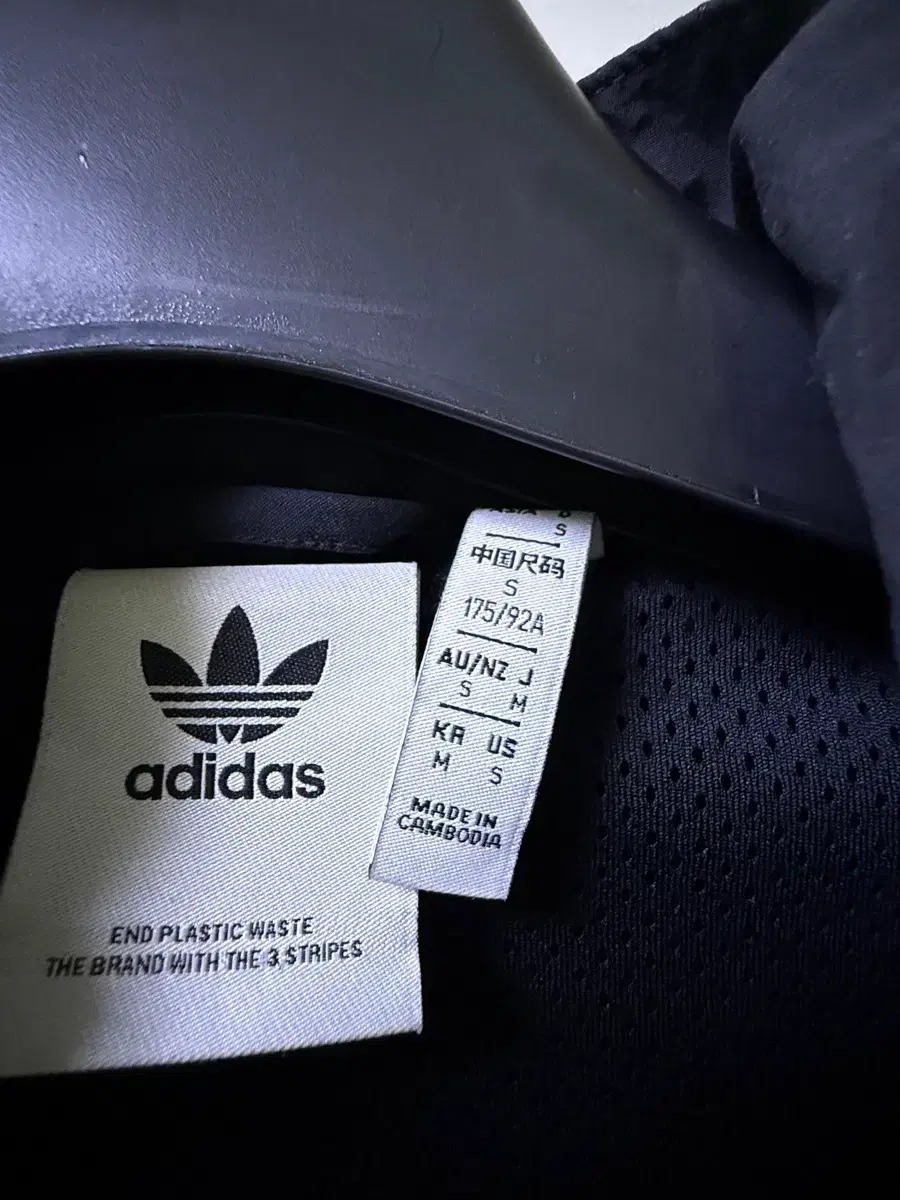 adidas
END PLASTIC WASTE
THE BRAND WITH THE 3 STRIPES
S
中国尺码
S
175/92A
AU/NZ J
S M
KR US
M S
MADE IN
CAMBODIA